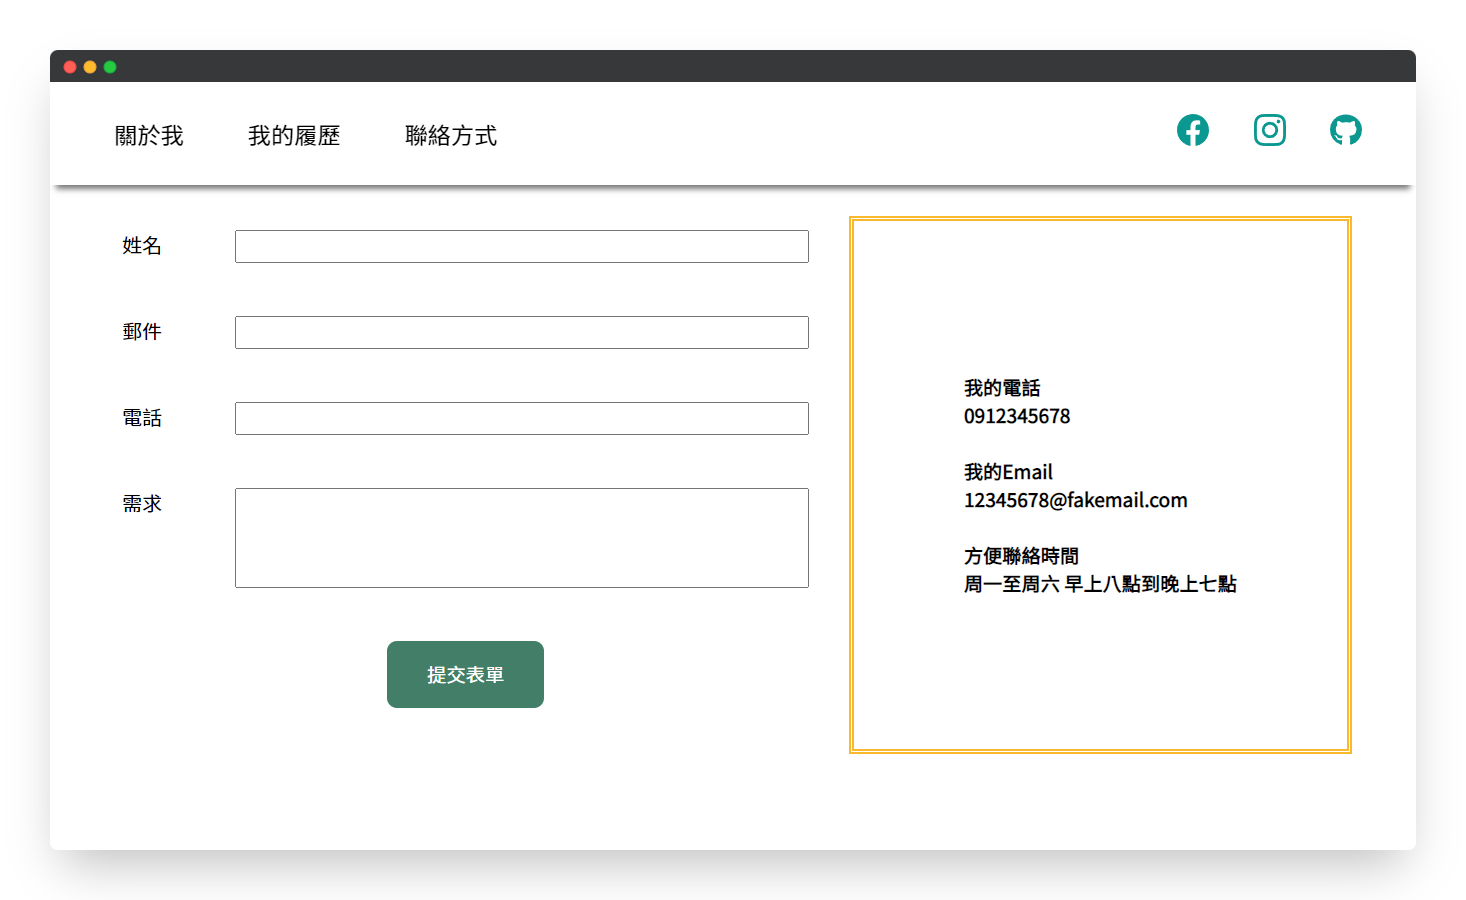 關於我
我的履歷
聯絡方式
姓名
郵件
電話
需求
提交表單
我的電話
0912345678
我的Email
12345678@fakemail.com
方便聯絡時間
周一至周六 早上八點到晚上七點